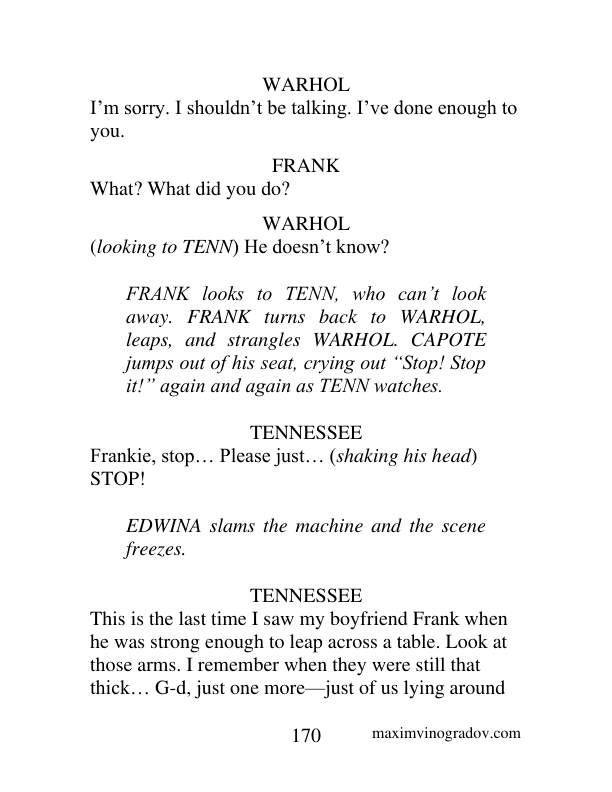 WARHOL
I’m sorry. I shouldn’t be talking. I’ve done enough to
you.
FRANK
What? What did you do?
WARHOL
(looking to TENN) He doesn’t know?
FRANK looks to TENN, who can’t look
away. FRANK turns back to WARHOL,
leaps, and strangles WARHOL. CAPOTE
jumps out of his seat, crying out “Stop! Stop
it!” again and again as TENN watches.
TENNESSEE
Frankie, stop… Please just… (shaking his head)
STOP!
EDWINA slams the machine and the scene
freezes.
TENNESSEE
This is the last time I saw my boyfriend Frank when
he was strong enough to leap across a table. Look at
those arms. I remember when they were still that
thick… G-d, just one more—just of us lying around
170 maximvinogradov.com